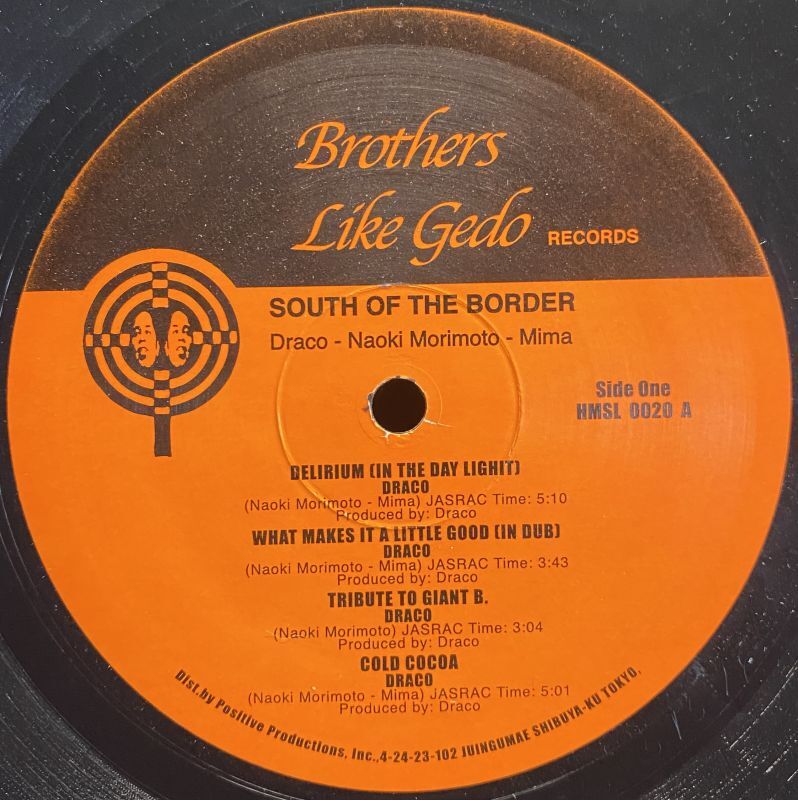 Brothers
Like Gedo RECORDS
SOUTH OF THE BORDER
Draco - Naoki Morimoto - Mima
Side One
HMSL 0020 A
DELIRIUM (IN THE DAY LIGHIT)
DRACO
(Naoki Morimoto - Mima) JASRAC Time: 5:10
Produced by: Draco
WHAT MAKES IT A LITTLE GOOD (IN DUB)
DRACO
(Naoki Morimoto - Mima) JASRAC Time: 3:43
Produced by: Draco
TRIBUTE TO GIANT B.
DRACO
(Naoki Morimoto) JASRAC Time: 3:04
Produced by: Draco
COLD COCOA
DRACO
(Naoki Morimoto - Mima) JASRAC Time: 5:01
Produced by: Draco
Dist.by Positive Productions, Inc.,4-24-23-102 JUINGUMAE SHIBUYA-KU TOKYO.